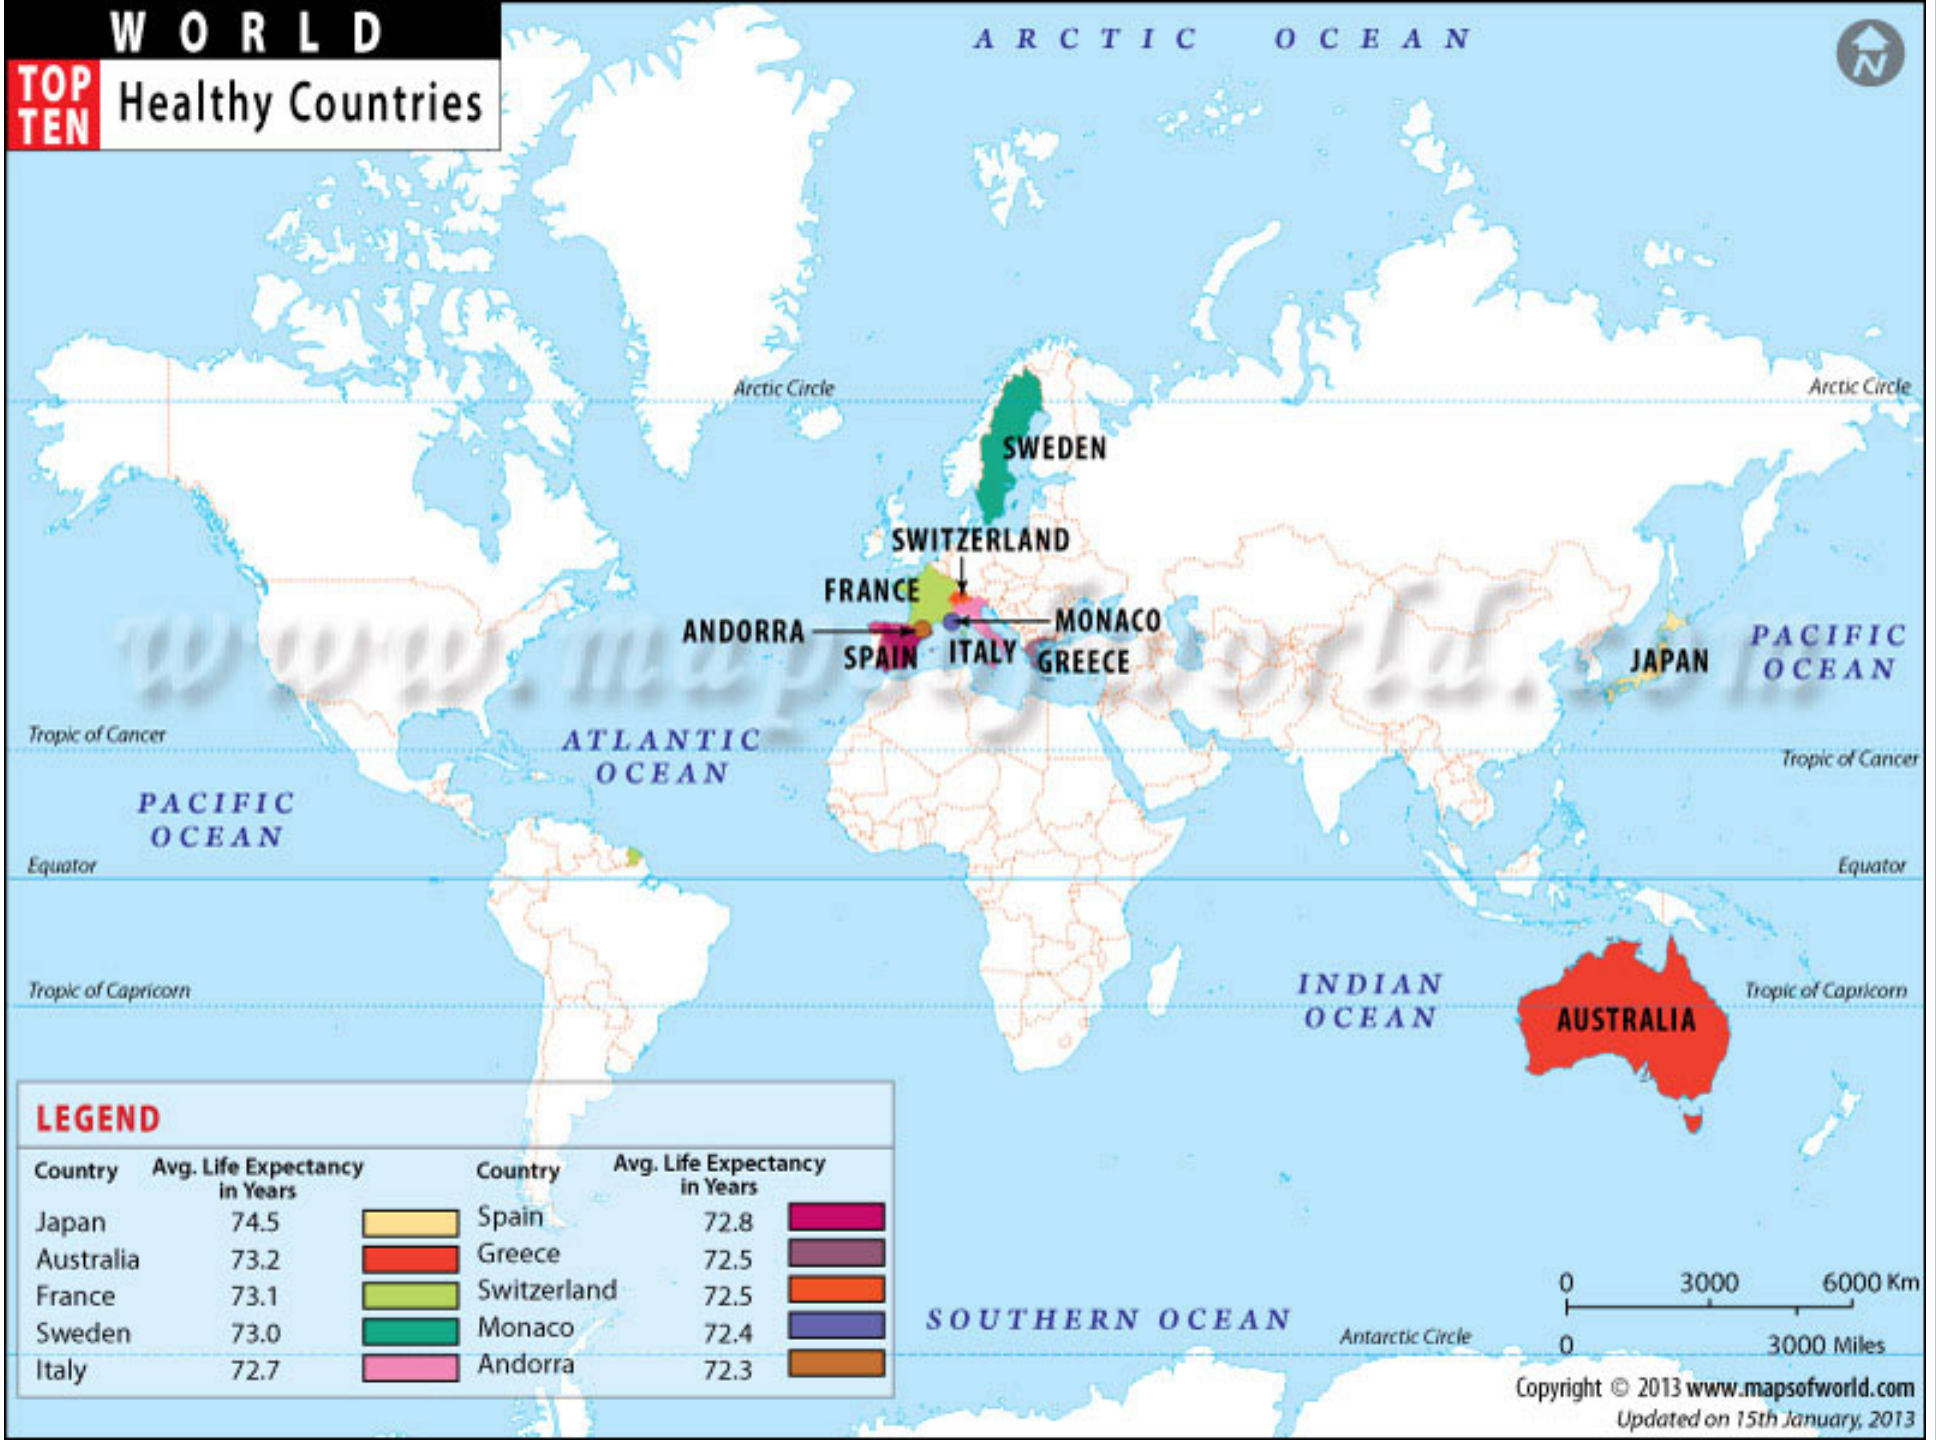 WORLD
TOP
TEN
Healthy Countries
ARCTIC OCEAN
N
Arctic Circle
Arctic Circle
SWEDEN
SWITZERLAND
FRANCE
MONACO
ANDORRA
SPAIN
ITALY
GREECE
JAPAN
PACIFIC
OCEAN
www.mapsofworld.com
Tropic of Cancer
ATLANTIC
OCEAN
Tropic of Cancer
PACIFIC
OCEAN
Equator
Equator
Tropic of Capricorn
INDIAN
OCEAN
Tropic of Capricorn
AUSTRALIA
LEGEND
Country Avg. Life Expectancy
in Years
Country Avg. Life Expectancy
in Years
Japan 74.5 Spain 72.8
Australia 73.2 Greece 72.5
France 73.1 Switzerland 72.5
Sweden 73.0 Monaco 72.4
Italy 72.7 Andorra 72.3
SOUTHERN OCEAN
Antarctic Circle
0 3000 6000 Km
0 3000 Miles
Copyright © 2013 www.mapsofworld.com
Updated on 15th January, 2013